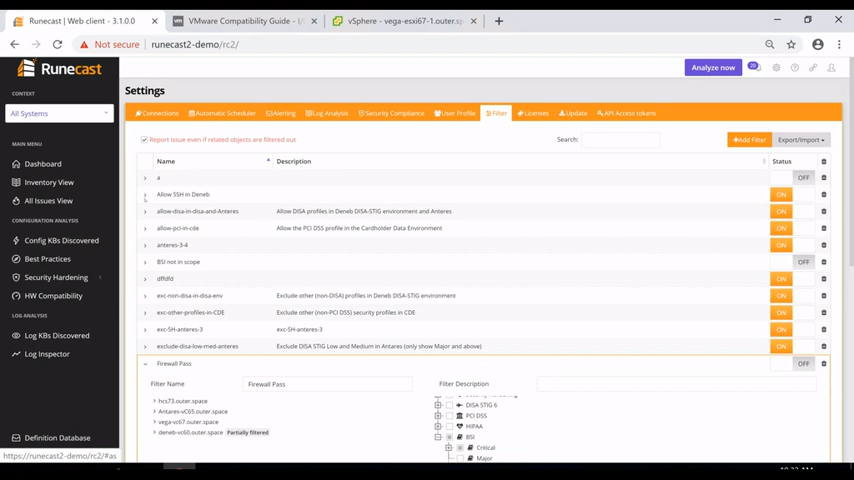 Runecast | Web client - 3.1.0.0
VMware Compatibility Guide - I/
vSphere - vega-esxi67-1.outer.sp
Not secure
runecast2-demo/rc2/
Runecast
Analyze now
20
CONTEXT
All Systems
MAIN MENU
Dashboard
Inventory View
All Issues View
CONFIGURATION ANALYSIS
Config KBs Discovered
Best Practices
Security Hardening
HW Compatibility
LOG ANALYSIS
Log KBs Discovered
Log Inspector
Definition Database
https://runecast2-demo/rc2/#as
Settings
Connections
Automatic Scheduler
Alerting
Log Analysis
Security Compliance
User Profile
Filter
Licenses
Update
API Access tokens
Report issue even if related objects are filtered out
Search:
+Add Filter
Export/Import
Name Description Status
a OFF
Allow SSH in Deneb ON
allow-disa-in-disa-and-Anteres Allow DISA profiles in Deneb DISA-STIG environment and Anteres ON
allow-pci-in-cde Allow the PCI DSS profile in the Cardholder Data Environment ON
anteres-3-4 ON
BSI not in scope OFF
dffdfd ON
exc-non-disa-in-disa-env Exclude other (non-DISA) profiles in Deneb DISA-STIG environment ON
exc-other-profiles-in-CDE Exclude other (non-PCI DSS) security profiles in CDE ON
exc-SH-anteres-3 exc-SH-anteres-3 ON
exclude-disa-low-med-anteres Exclude DISA STIG Low and Medium in Antares (only show Major and above) ON
Firewall Pass OFF
Filter Name Firewall Pass Filter Description
hcs73.outer.space
Antares-vC65.outer.space
vega-vc67.outer.space
deneb-vc60.outer.space Partially filtered
DISA STIG 6
PCI DSS
HIPAA
BSI
Critical
Major